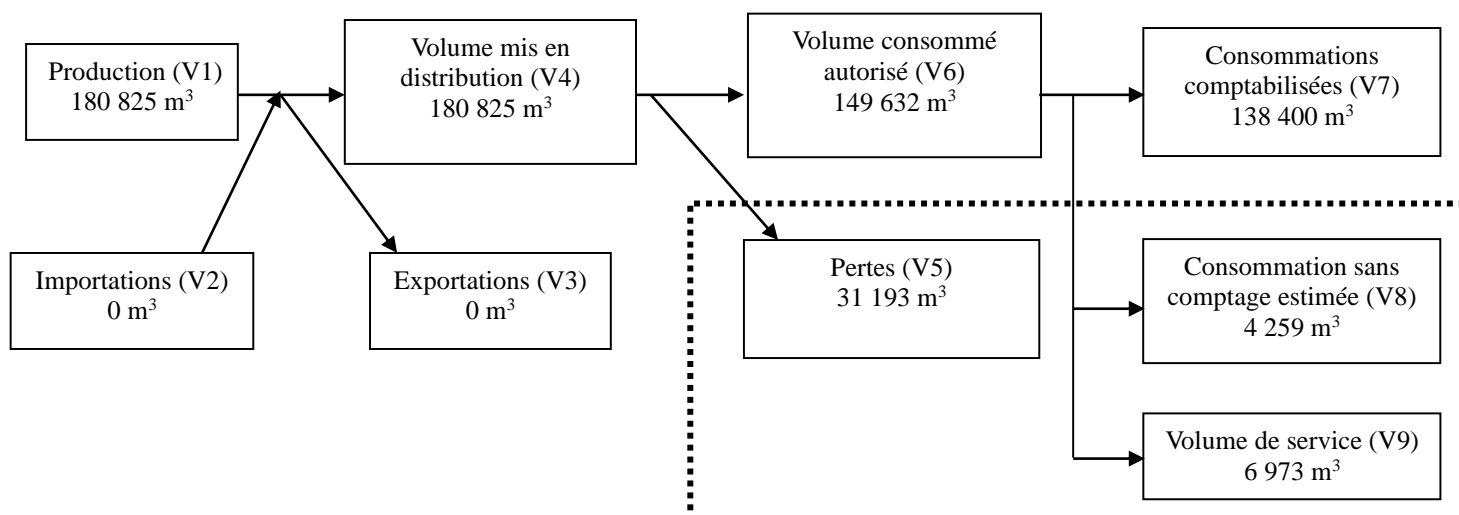 Production (V1)
180 825 m³
Volume mis en
distribution (V4)
180 825 m³
Volume consommé
autorisé (V6)
149 632 m³
Consommations
comptabilisées (V7)
138 400 m³
Importations (V2)
0 m³
Exportations (V3)
0 m³
Pertes (V5)
31 193 m³
Consommation sans
comptage estimée (V8)
4 259 m³
Volume de service (V9)
6 973 m³